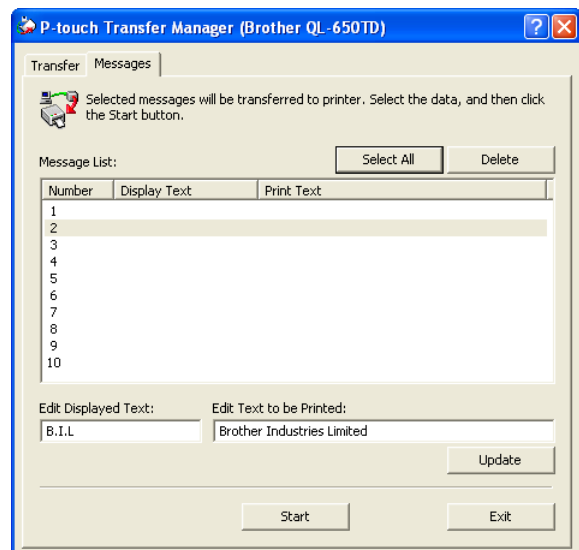 P-touch Transfer Manager (Brother QL-650TD)
Transfer Messages
Selected messages will be transferred to printer. Select the data, and then click
the Start button.
Message List: Select All Delete
Number Display Text Print Text
1
2
3
4
5
6
7
8
9
10
Edit Displayed Text: Edit Text to be Printed:
B.I.L Brother Industries Limited
Update
Start Exit